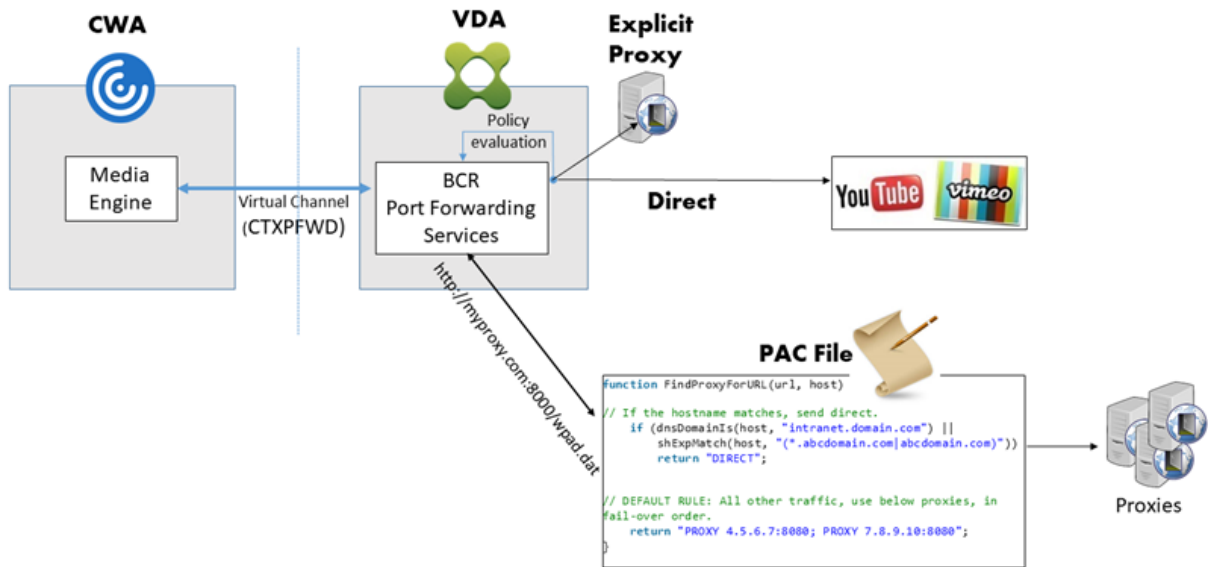 CWA
VDA
Explicit
Proxy
Policy
evaluation
Media
Engine
Virtual Channel
(CTXPFWD)
BCR
Port Forwarding
Services
Direct
YouTube
vimeo
http://myproxy.com:8000/wpad.dat
PAC File
function FindProxyForURL(url, host)
// If the hostname matches, send direct.
if (dnsDomainIs(host, "intranet.domain.com") ||
shExpMatch(host, "(*.abcdomain.com|abcdomain.com)"))
return "DIRECT";
// DEFAULT RULE: All other traffic, use below proxies, in
fail-over order.
return "PROXY 4.5.6.7:8080; PROXY 7.8.9.10:8080";
}
Proxies